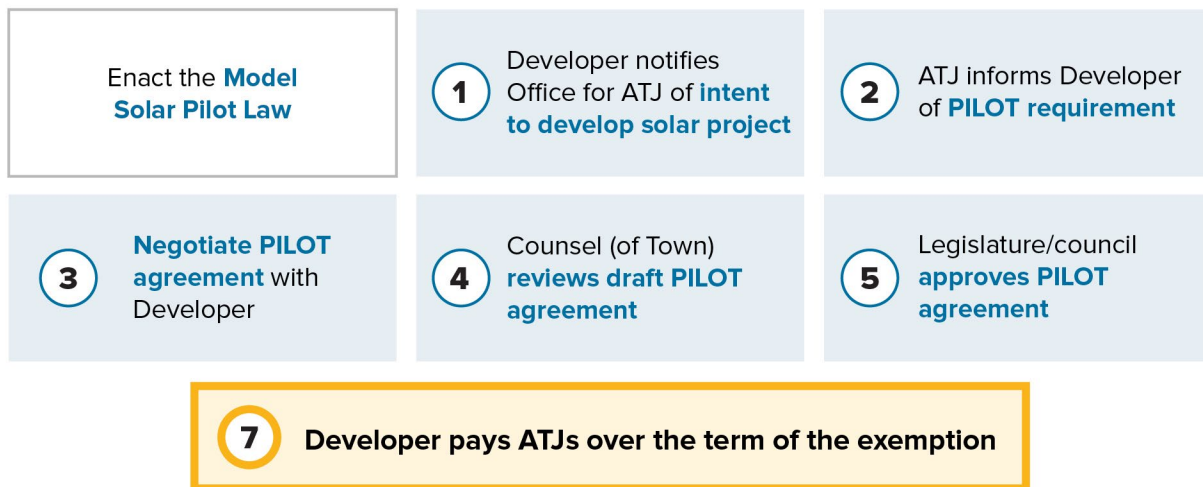 Enact the Model
Solar Pilot Law
1
Developer notifies
Office for ATJ of intent
to develop solar project
2
ATJ informs Developer
of PILOT requirement
3
Negotiate PILOT
agreement with
Developer
4
Counsel (of Town)
reviews draft PILOT
agreement
5
Legislature/council
approves PILOT
agreement
7
Developer pays ATJs over the term of the exemption